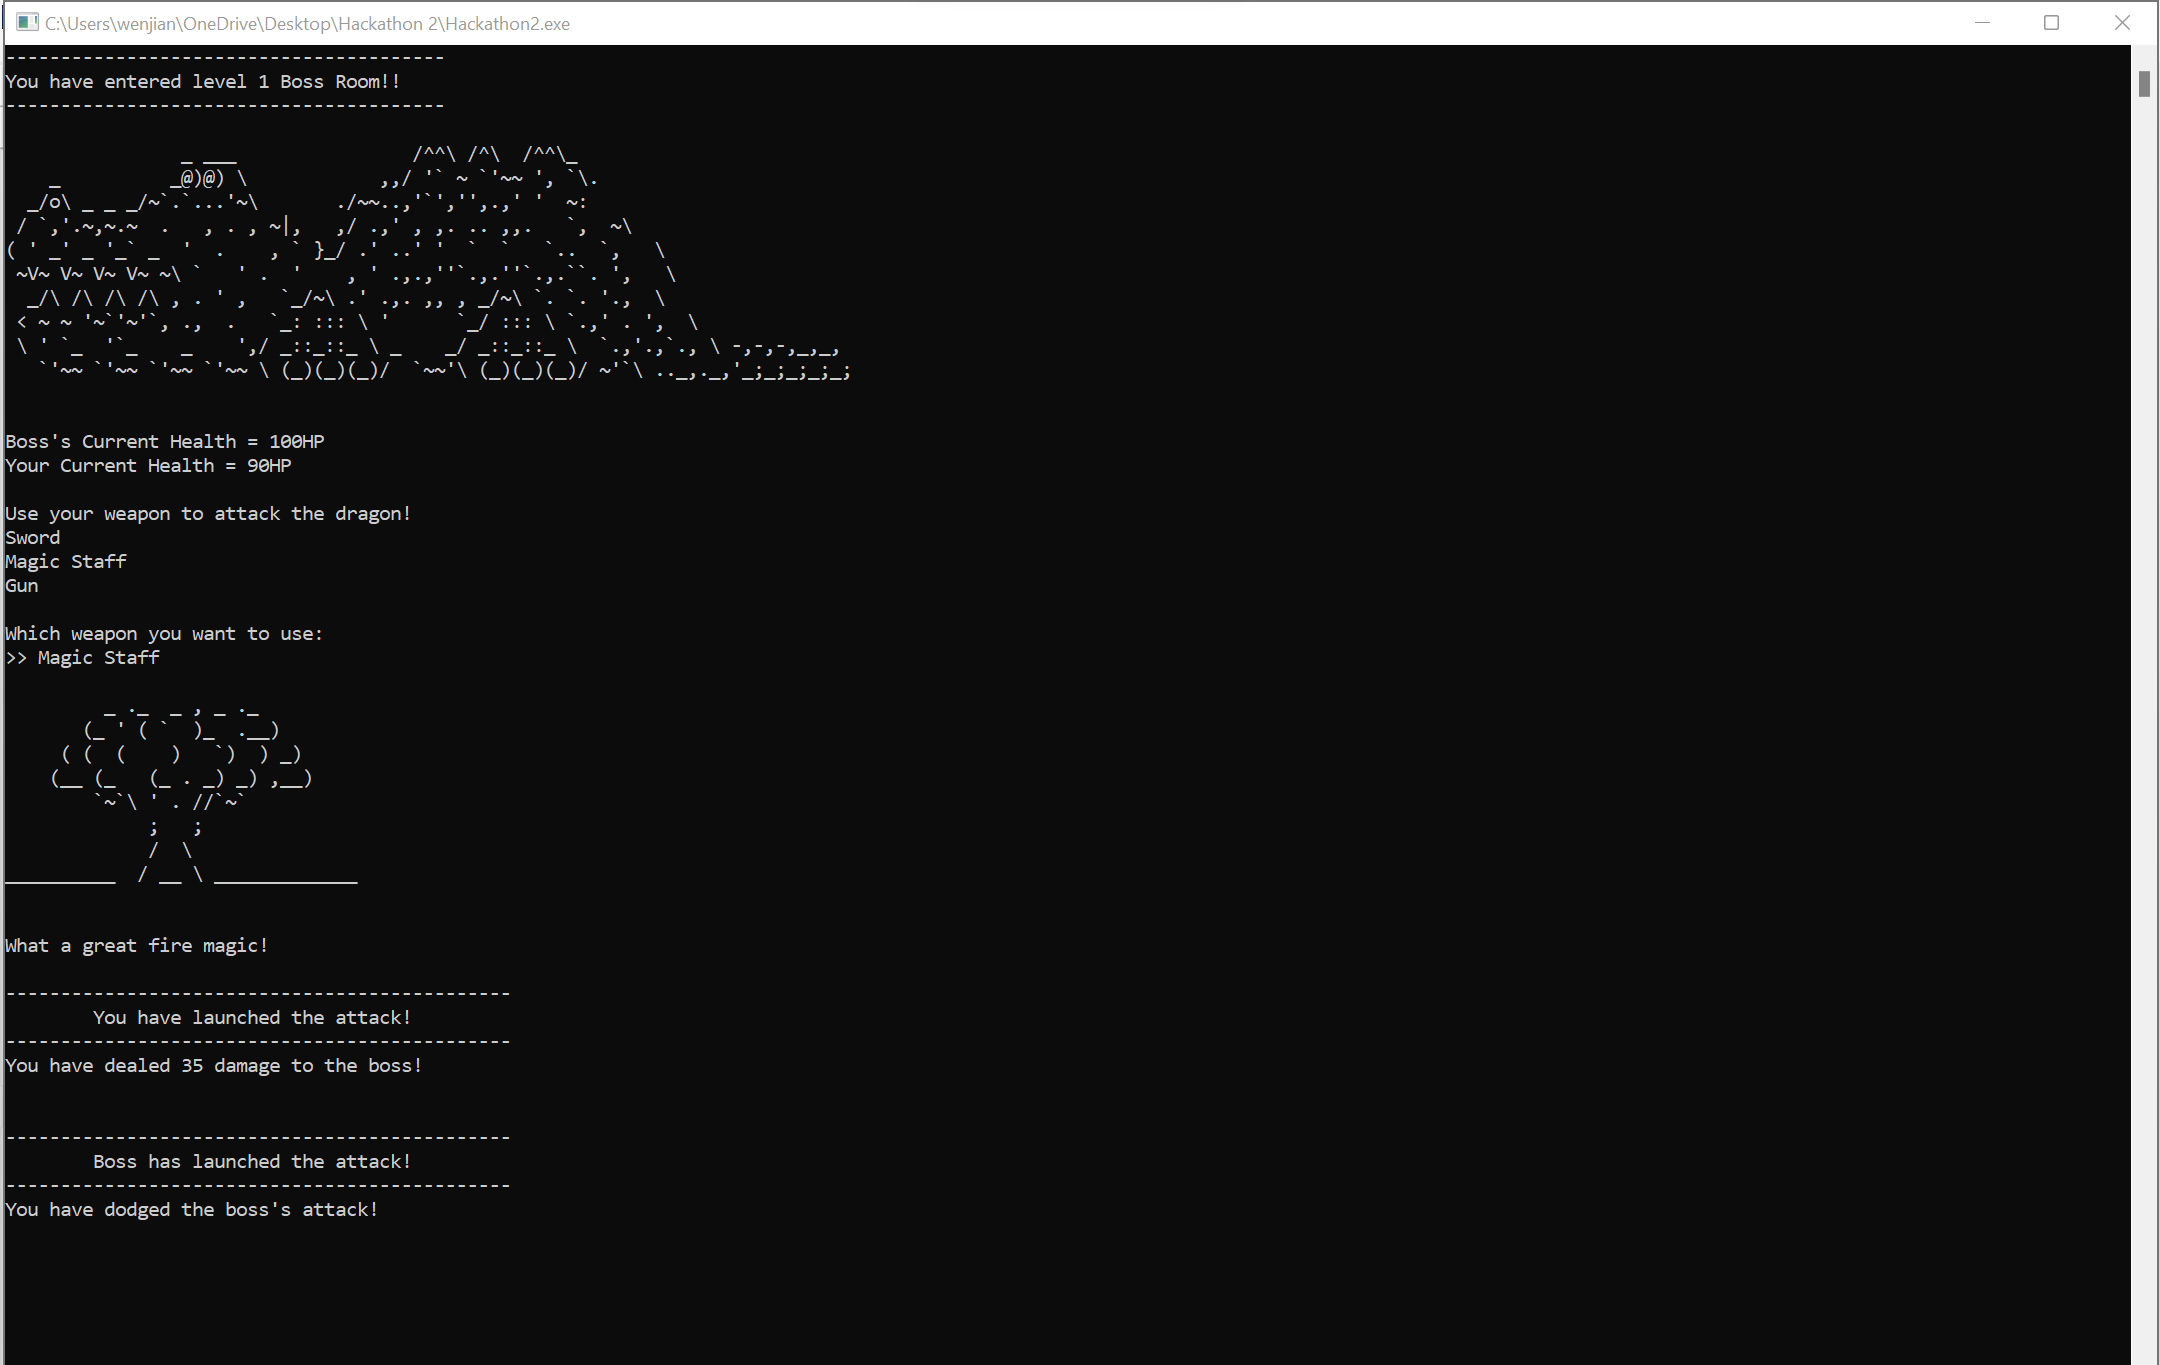 C:\Users\wenjian\OneDrive\Desktop\Hackathon 2\Hackathon2.exe
----------------------------------------
You have entered level 1 Boss Room!!
----------------------------------------
Boss's Current Health = 100HP
Your Current Health = 90HP
Use your weapon to attack the dragon!
Sword
Magic Staff
Gun
Which weapon you want to use:
>> Magic Staff
What a great fire magic!
----------------------------------------------
You have launched the attack!
----------------------------------------------
You have dealed 35 damage to the boss!
----------------------------------------------
Boss has launched the attack!
----------------------------------------------
You have dodged the boss's attack!